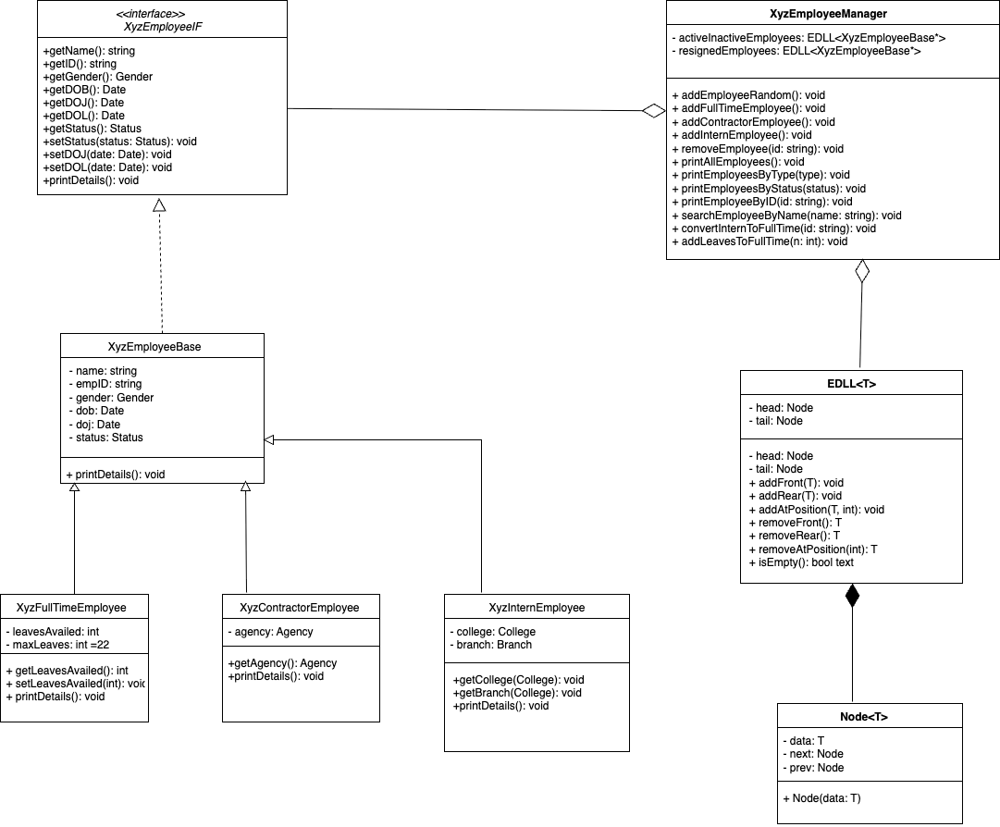 <<interface>>
XyzEmployeeIF
+getName(): string
+getID(): string
+getGender(): Gender
+getDOB(): Date
+getDOJ(): Date
+getDOL(): Date
+getStatus(): Status
+setStatus(status: Status): void
+setDOJ(date: Date): void
+setDOL(date: Date): void
+printDetails(): void
XyzEmployeeManager
- activeInactiveEmployees: EDLL<XyzEmployeeBase*>
- resignedEmployees: EDLL<XyzEmployeeBase*>
+ addEmployeeRandom(): void
+ addFullTimeEmployee(): void
+ addContractorEmployee(): void
+ addInternEmployee(): void
+ removeEmployee(id: string): void
+ printAllEmployees(): void
+ printEmployeesByType(type): void
+ printEmployeesByStatus(status): void
+ printEmployeeByID(id: string): void
+ searchEmployeeByName(name: string): void
+ convertInternToFullTime(id: string): void
+ addLeavesToFullTime(n: int): void
XyzEmployeeBase
- name: string
- empID: string
- gender: Gender
- dob: Date
- doj: Date
- status: Status
+ printDetails(): void
EDLL<T>
- head: Node
- tail: Node
- head: Node
- tail: Node
+ addFront(T): void
+ addRear(T): void
+ addAtPosition(T, int): void
+ removeFront(): T
+ removeRear(): T
+ removeAtPosition(int): T
+ isEmpty(): bool text
XyzFullTimeEmployee
- leavesAvailed: int
- maxLeaves: int =22
+ getLeavesAvailed(): int
+ setLeavesAvailed(int): void
+ printDetails(): void
XyzContractorEmployee
- agency: Agency
+getAgency(): Agency
+printDetails(): void
XyzInternEmployee
- college: College
- branch: Branch
+getCollege(College): void
+getBranch(College): void
+printDetails(): void
Node<T>
- data: T
- next: Node
- prev: Node
+ Node(data: T)